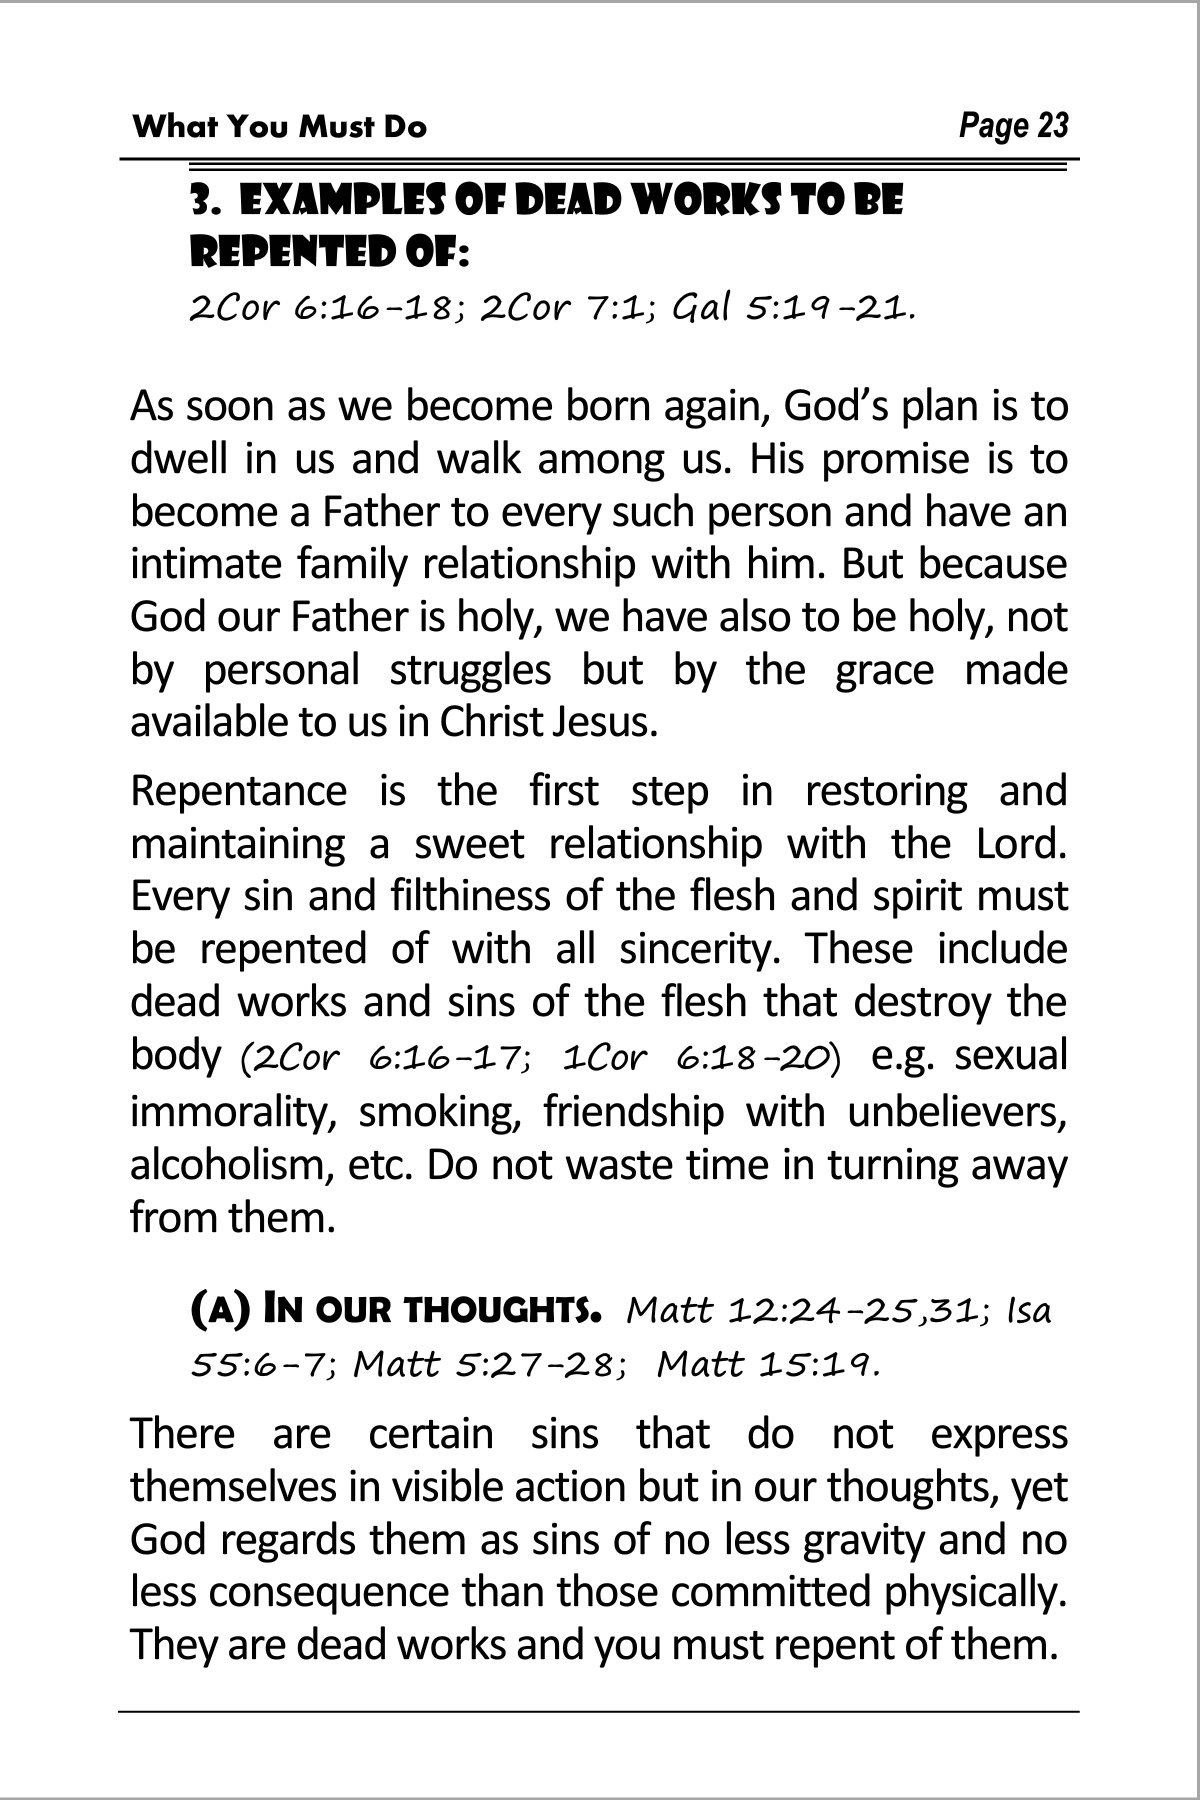 What You Must Do Page 23
3. EXAMPLES OF DEAD WORKS TO BE
REPENTED OF:
2Cor 6:16-18; 2Cor 7:1; Gal 5:19-21.
As soon as we become born again, God’s plan is to
dwell in us and walk among us. His promise is to
become a Father to every such person and have an
intimate family relationship with him. But because
God our Father is holy, we have also to be holy, not
by personal struggles but by the grace made
available to us in Christ Jesus.
Repentance is the first step in restoring and
maintaining a sweet relationship with the Lord.
Every sin and filthiness of the flesh and spirit must
be repented of with all sincerity. These include
dead works and sins of the flesh that destroy the
body (2Cor 6:16-17; 1Cor 6:18-20) e.g. sexual
immorality, smoking, friendship with unbelievers,
alcoholism, etc. Do not waste time in turning away
from them.
(A) IN OUR THOUGHTS. Matt 12:24-25,31; Isa
55:6-7; Matt 5:27-28; Matt 15:19.
There are certain sins that do not express
themselves in visible action but in our thoughts, yet
God regards them as sins of no less gravity and no
less consequence than those committed physically.
They are dead works and you must repent of them.